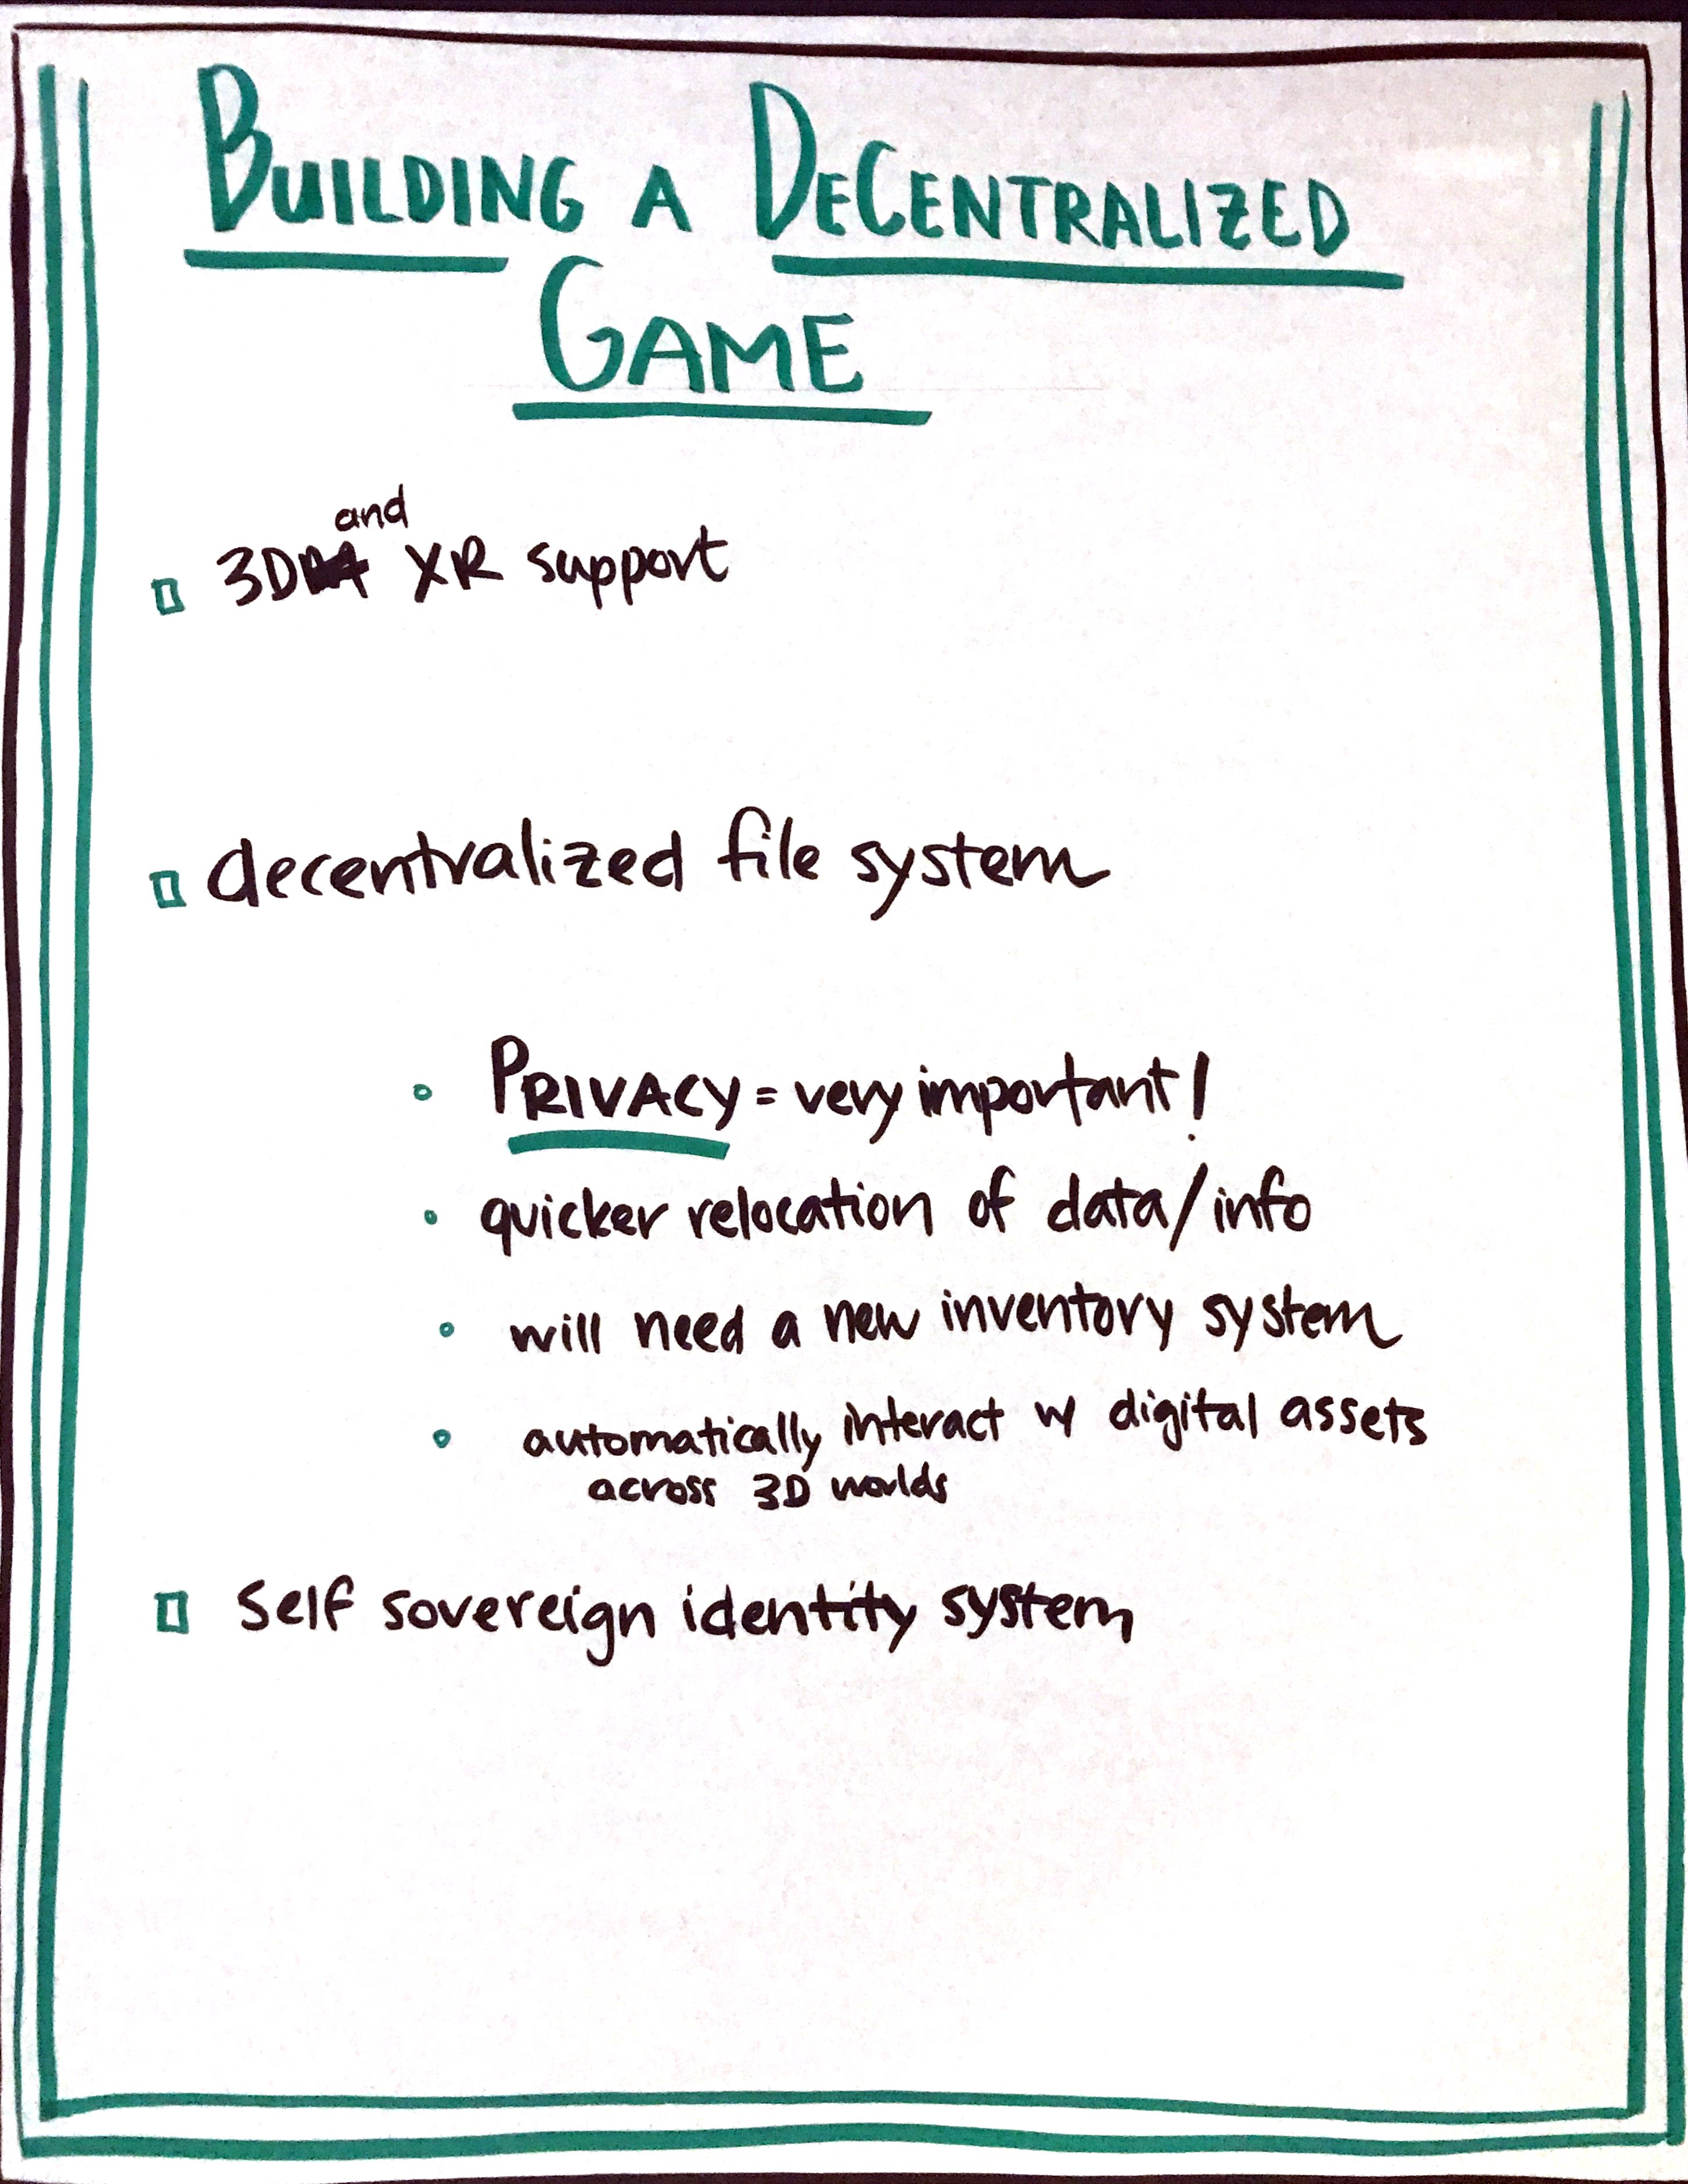 BUILDING A DECENTRALIZED
GAME
and
3D XR support
decentralized file system
PRIVACY = very important!
quicker relocation of data/info
will need a new inventory system
automatically interact w/ digital assets
across 3D worlds
self sovereign identity system